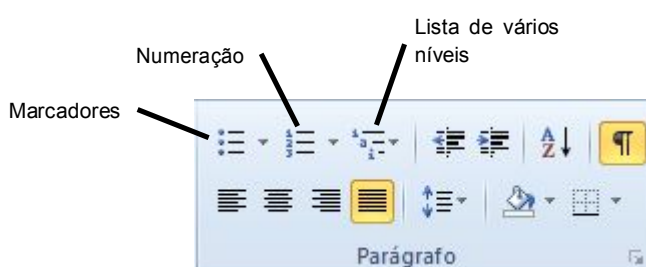 Lista de vários
níveis
Numeração
Marcadores
Parágrafo